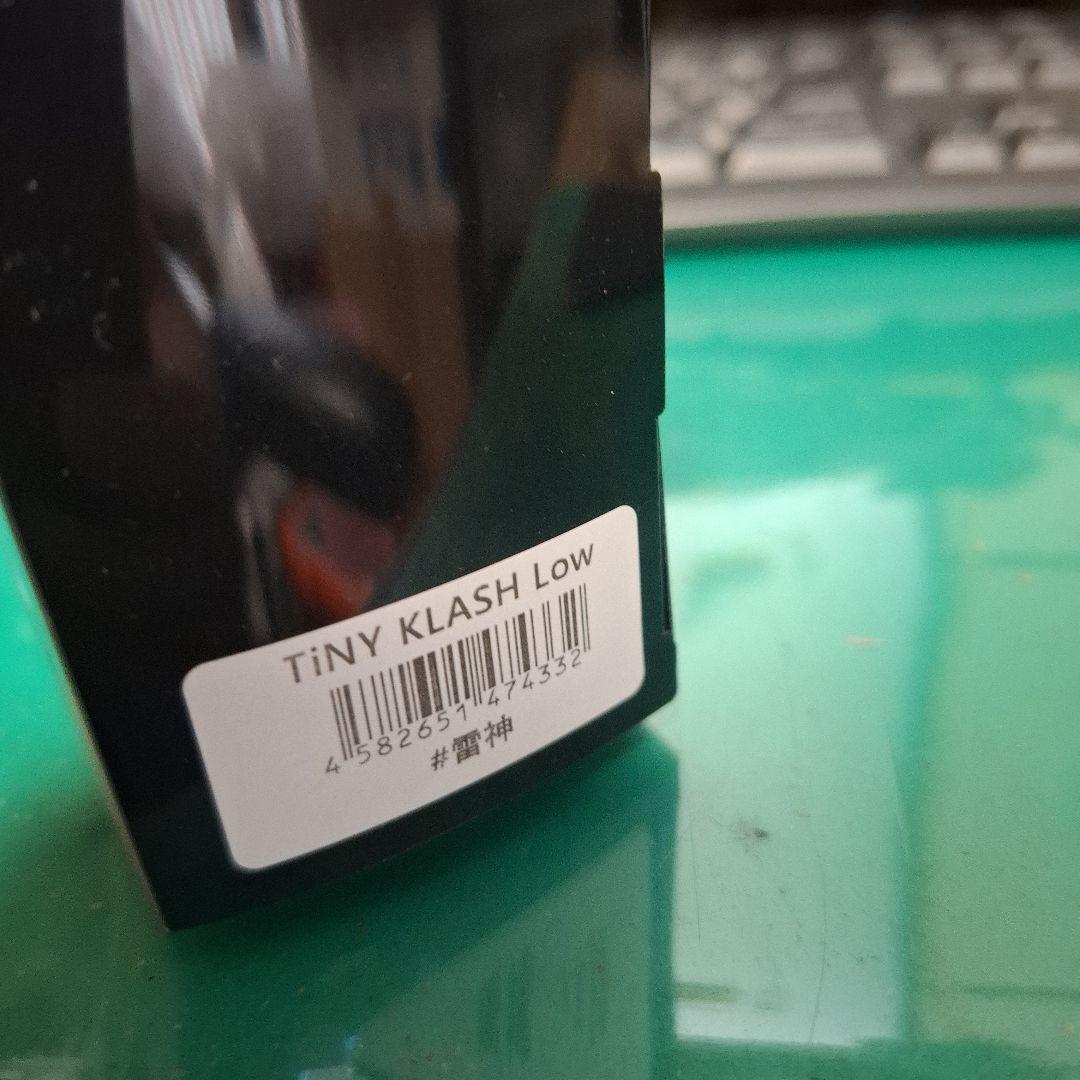 TiNY KLASH Low
4 582651 474332
#雷神